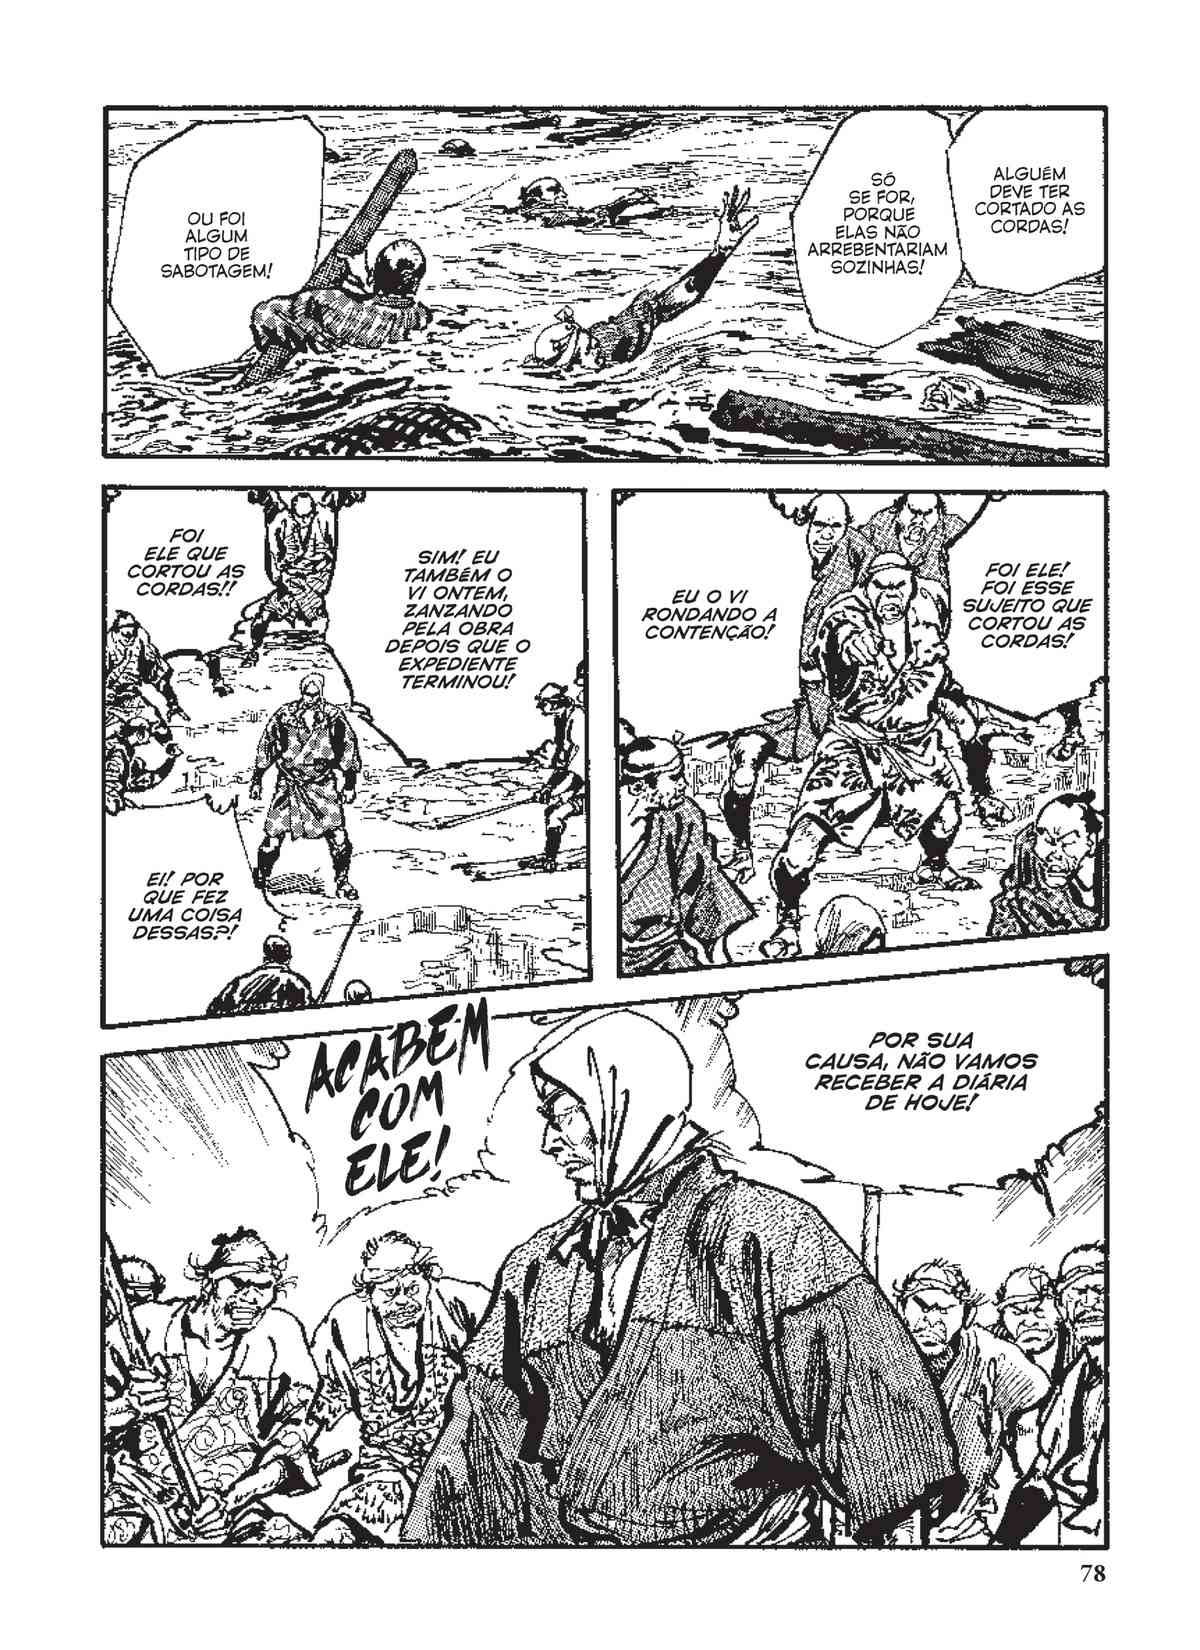 ALGUÉM
DEVE TER
CORTADO AS
CORDAS!
SÓ
SE FOR,
PORQUE
ELAS NÃO
ARREBENTARIAM
SOZINHAS!
OU FOI
ALGUM
TIPO DE
SABOTAGEM!
FOI ELE!
FOI ESSE
SUJEITO QUE
CORTOU AS
CORDAS!
EU O VI
RONDANDO A
CONTENÇÃO!
SIM! EU
TAMBÉM O
VI ONTEM,
ZANZANDO
PELA OBRA
DEPOIS QUE O
EXPEDIENTE
TERMINOU!
FOI
ELE QUE
CORTOU AS
CORDAS!!
EI! POR
QUE FEZ
UMA COISA
DESSAS?!
POR SUA
CAUSA, NÃO VAMOS
RECEBER A DIÁRIA
DE HOJE!
ACABEM
COM
ELE!
78